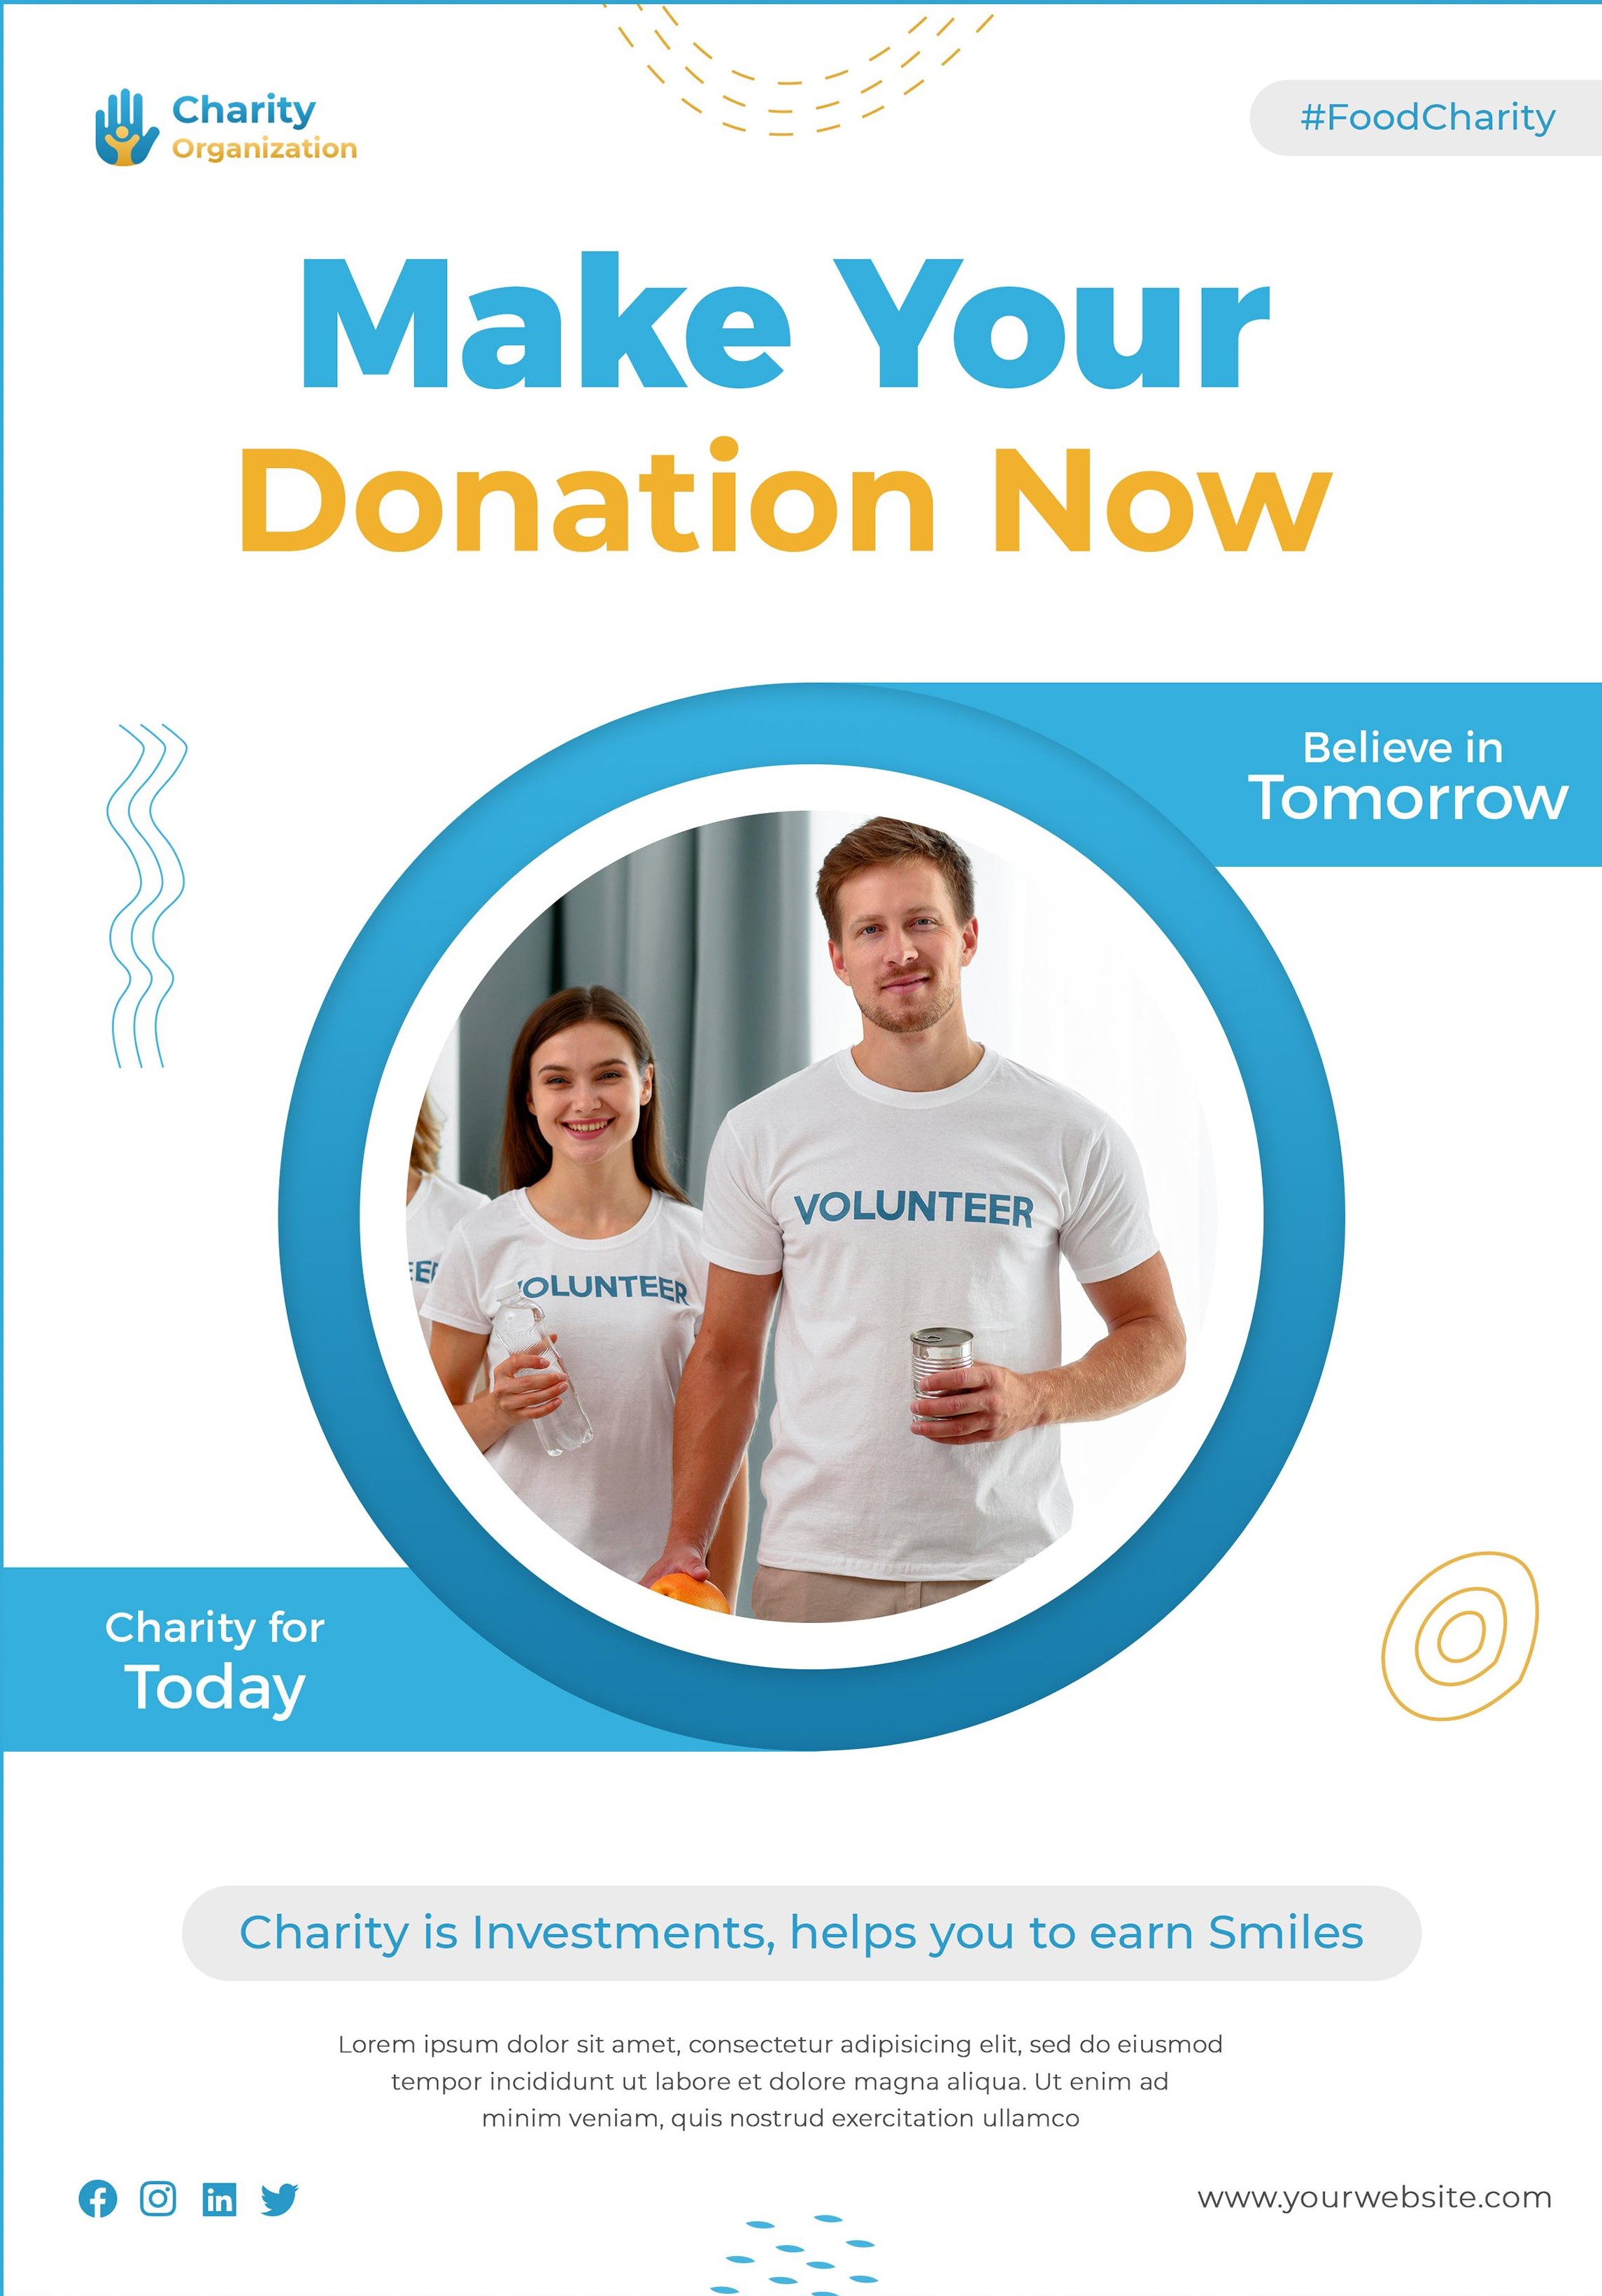 Charity
Organization
#FoodCharity
Make Your
Donation Now
Believe in
Tomorrow
VOLUNTEER
OLUNTEER
EER
Charity for
Today
Charity is Investments, helps you to earn Smiles
Lorem ipsum dolor sit amet, consectetur adipisicing elit, sed do eiusmod
tempor incididunt ut labore et dolore magna aliqua. Ut enim ad
minim veniam, quis nostrud exercitation ullamco
www.yourwebsite.com